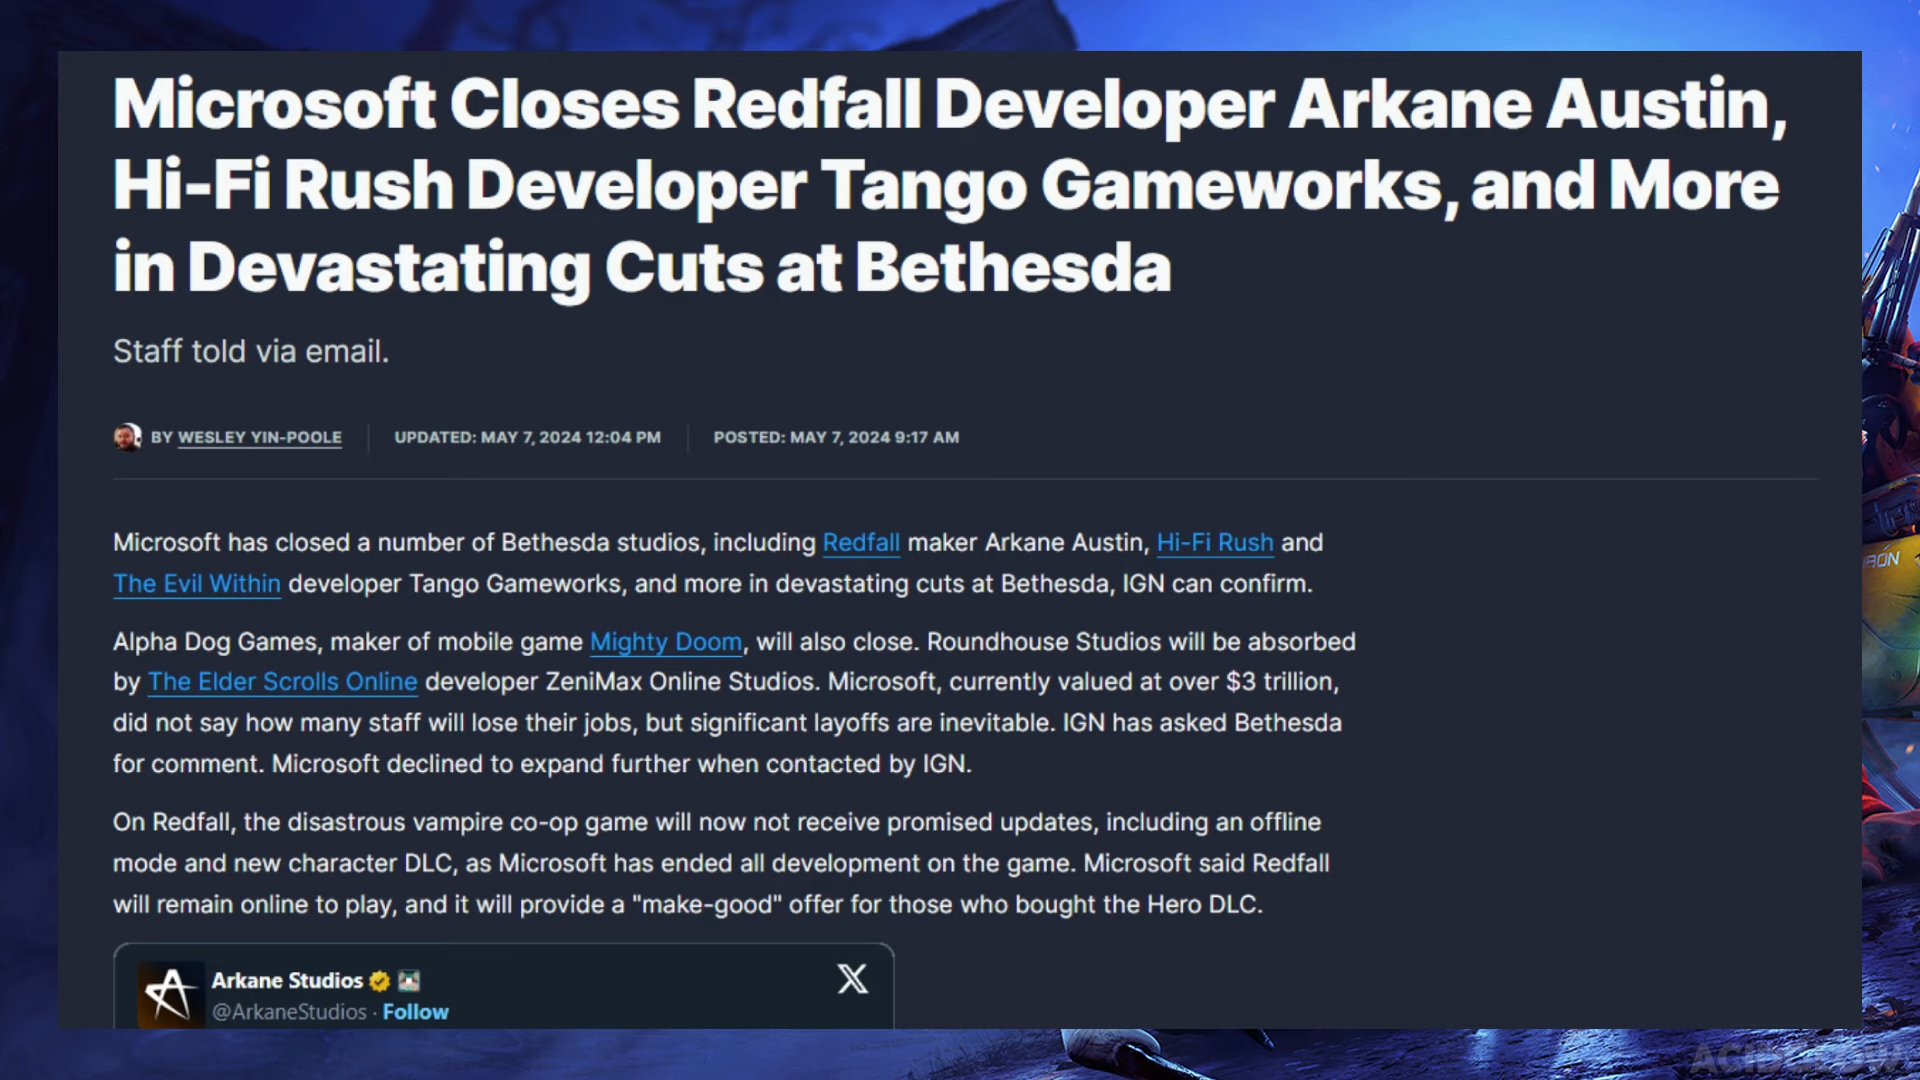 Microsoft Closes Redfall Developer Arkane Austin,
Hi-Fi Rush Developer Tango Gameworks, and More
in Devastating Cuts at Bethesda
Staff told via email.
BY WESLEY YIN-POOLE UPDATED: MAY 7, 2024 12:04 PM POSTED: MAY 7, 2024 9:17 AM
Microsoft has closed a number of Bethesda studios, including Redfall maker Arkane Austin, Hi-Fi Rush and
The Evil Within developer Tango Gameworks, and more in devastating cuts at Bethesda, IGN can confirm.
Alpha Dog Games, maker of mobile game Mighty Doom, will also close. Roundhouse Studios will be absorbed
by The Elder Scrolls Online developer ZeniMax Online Studios. Microsoft, currently valued at over $3 trillion,
did not say how many staff will lose their jobs, but significant layoffs are inevitable. IGN has asked Bethesda
for comment. Microsoft declined to expand further when contacted by IGN.
On Redfall, the disastrous vampire co-op game will now not receive promised updates, including an offline
mode and new character DLC, as Microsoft has ended all development on the game. Microsoft said Redfall
will remain online to play, and it will provide a "make-good" offer for those who bought the Hero DLC.
Arkane Studios
@ArkaneStudios · Follow